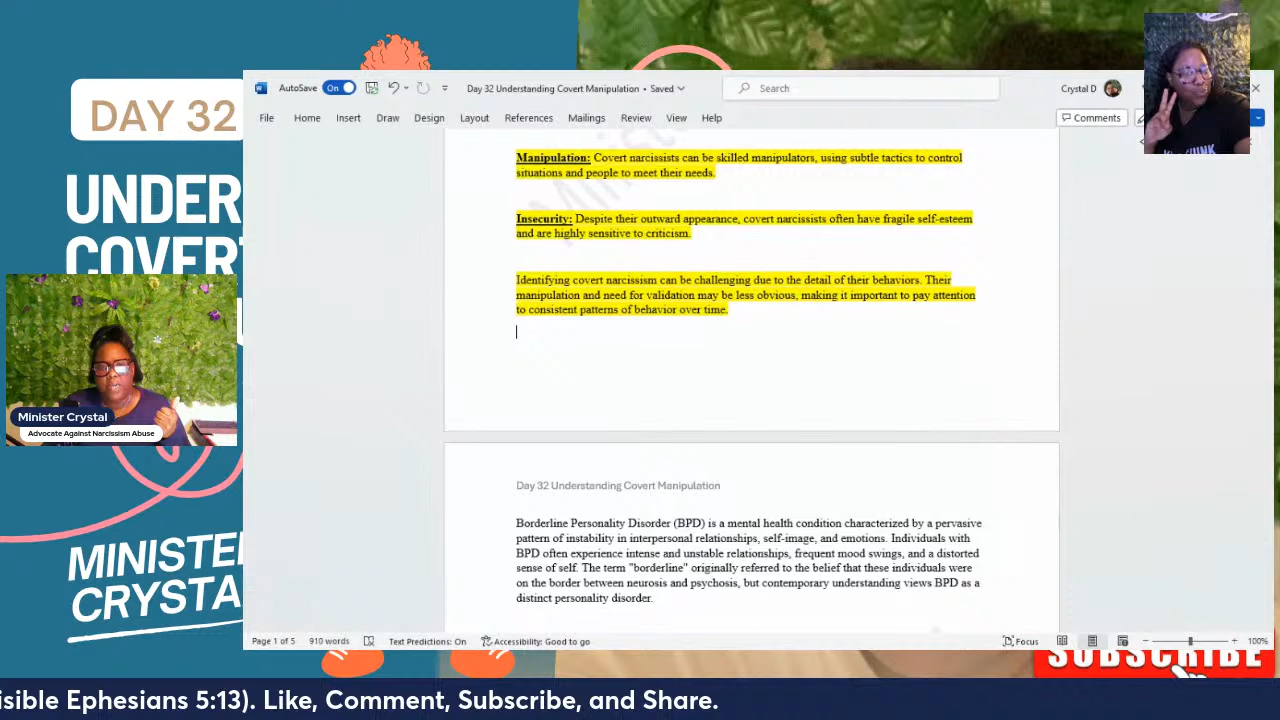 DAY 32
UNDER
COVERT
MINISTE
CRYSTA
Minister Crystal
Advocate Against Narcissism Abuse
AutoSave On
Day 32 Understanding Covert Manipulation • Saved
Search
Crystal D
File Home Insert Draw Design Layout References Mailings Review View Help
Comments
Manipulation: Covert narcissists can be skilled manipulators, using subtle tactics to control
situations and people to meet their needs.
Insecurity: Despite their outward appearance, covert narcissists often have fragile self-esteem
and are highly sensitive to criticism.
Identifying covert narcissism can be challenging due to the detail of their behaviors. Their
manipulation and need for validation may be less obvious, making it important to pay attention
to consistent patterns of behavior over time.
Day 32 Understanding Covert Manipulation
Borderline Personality Disorder (BPD) is a mental health condition characterized by a pervasive
pattern of instability in interpersonal relationships, self-image, and emotions. Individuals with
BPD often experience intense and unstable relationships, frequent mood swings, and a distorted
sense of self. The term "borderline" originally referred to the belief that these individuals were
on the border between neurosis and psychosis, but contemporary understanding views BPD as a
distinct personality disorder.
Page 1 of 5 910 words Text Predictions: On Accessibility: Good to go Focus 100%
SUBSCRIBE
isible Ephesians 5:13). Like, Comment, Subscribe, and Share.